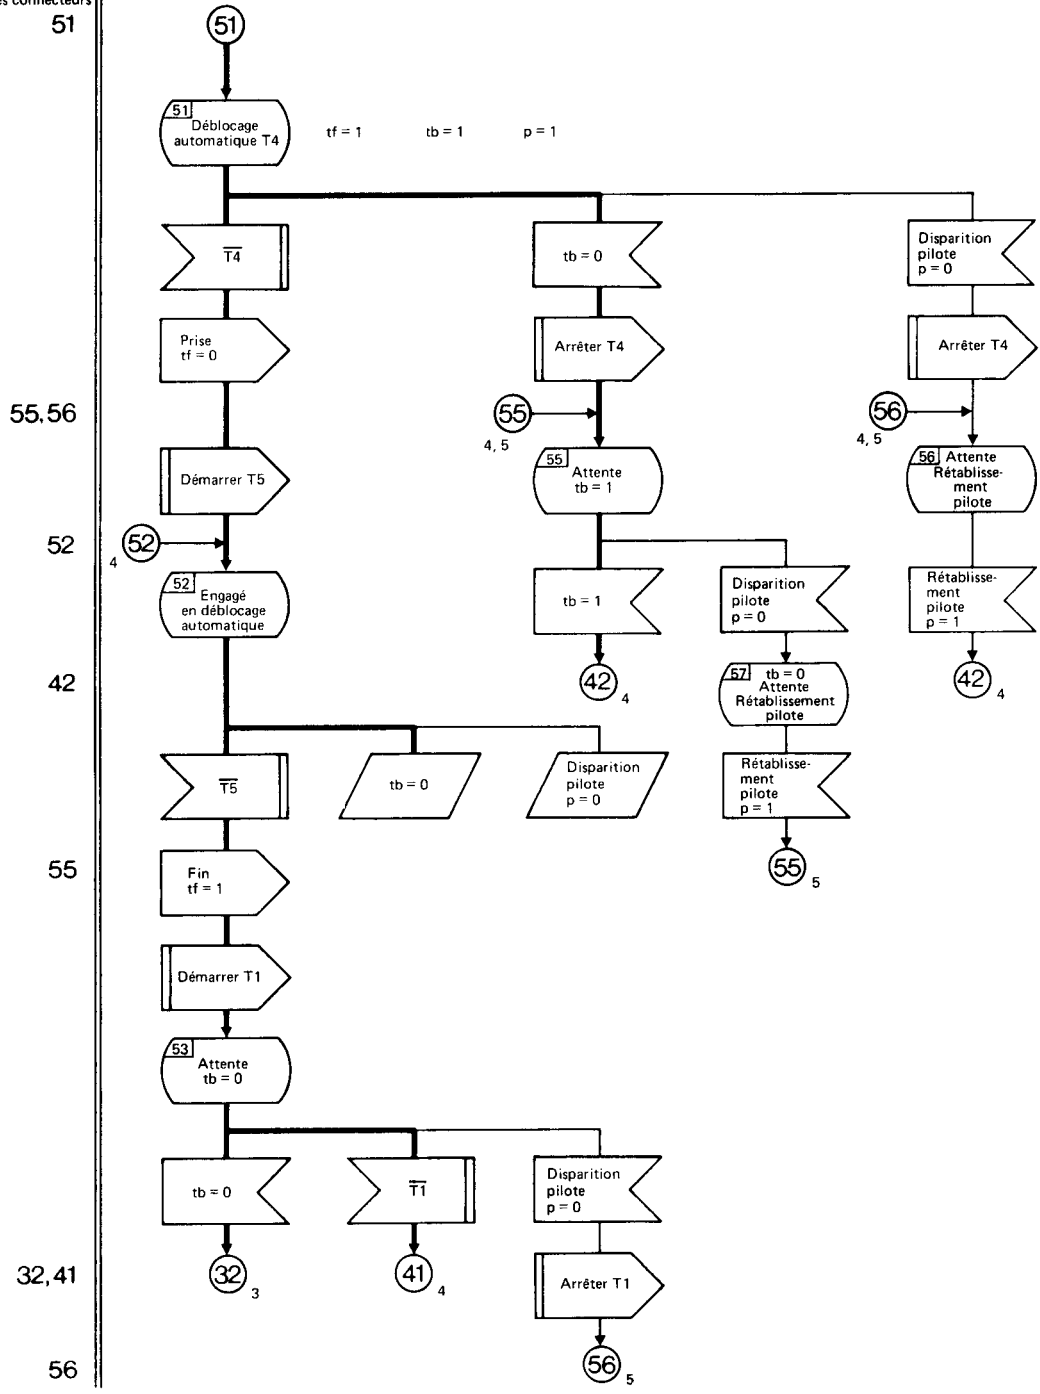 es connecteurs
51
51
51
Déblocage
automatique T4
tf = 1
tb = 1
p = 1
T4
tb = 0
Disparition
pilote
p = 0
Prise
tf = 0
Arrêter T4
Arrêter T4
55, 56
55
4, 5
56
4, 5
Démarrer T5
55
Attente
tb = 1
56
Attente
Rétablisse-
ment
pilote
52
52
4
52
Engagé
en déblocage
automatique
tb = 1
Disparition
pilote
p = 0
Rétablisse-
ment
pilote
p = 1
42
42
4
57
tb = 0
Attente
Rétablissement
pilote
42
4
T5
tb = 0
Disparition
pilote
p = 0
Rétablisse-
ment
pilote
p = 1
55
Fin
tf = 1
55
5
Démarrer T1
53
Attente
tb = 0
tb = 0
T1
Disparition
pilote
p = 0
32, 41
32
3
41
4
Arrêter T1
56
56
5